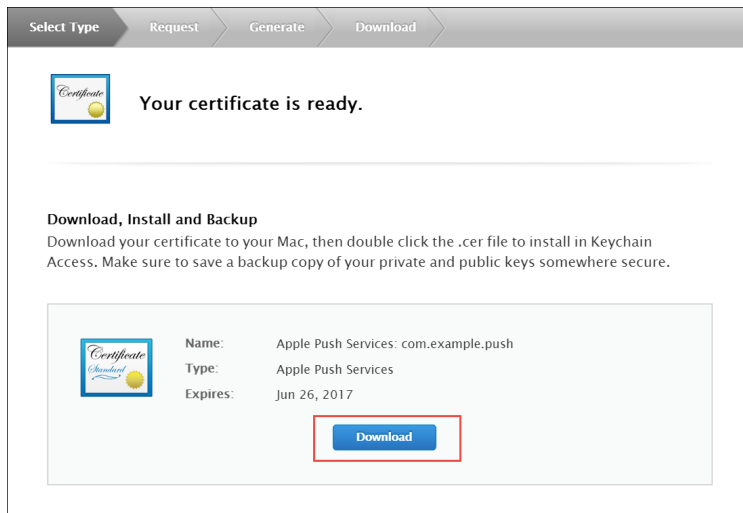 Select Type Request Generate Download
Certificate
Your certificate is ready.
Download, Install and Backup
Download your certificate to your Mac, then double click the .cer file to install in Keychain
Access. Make sure to save a backup copy of your private and public keys somewhere secure.
Certificate
Standard
Name: Apple Push Services: com.example.push
Type: Apple Push Services
Expires: Jun 26, 2017
Download